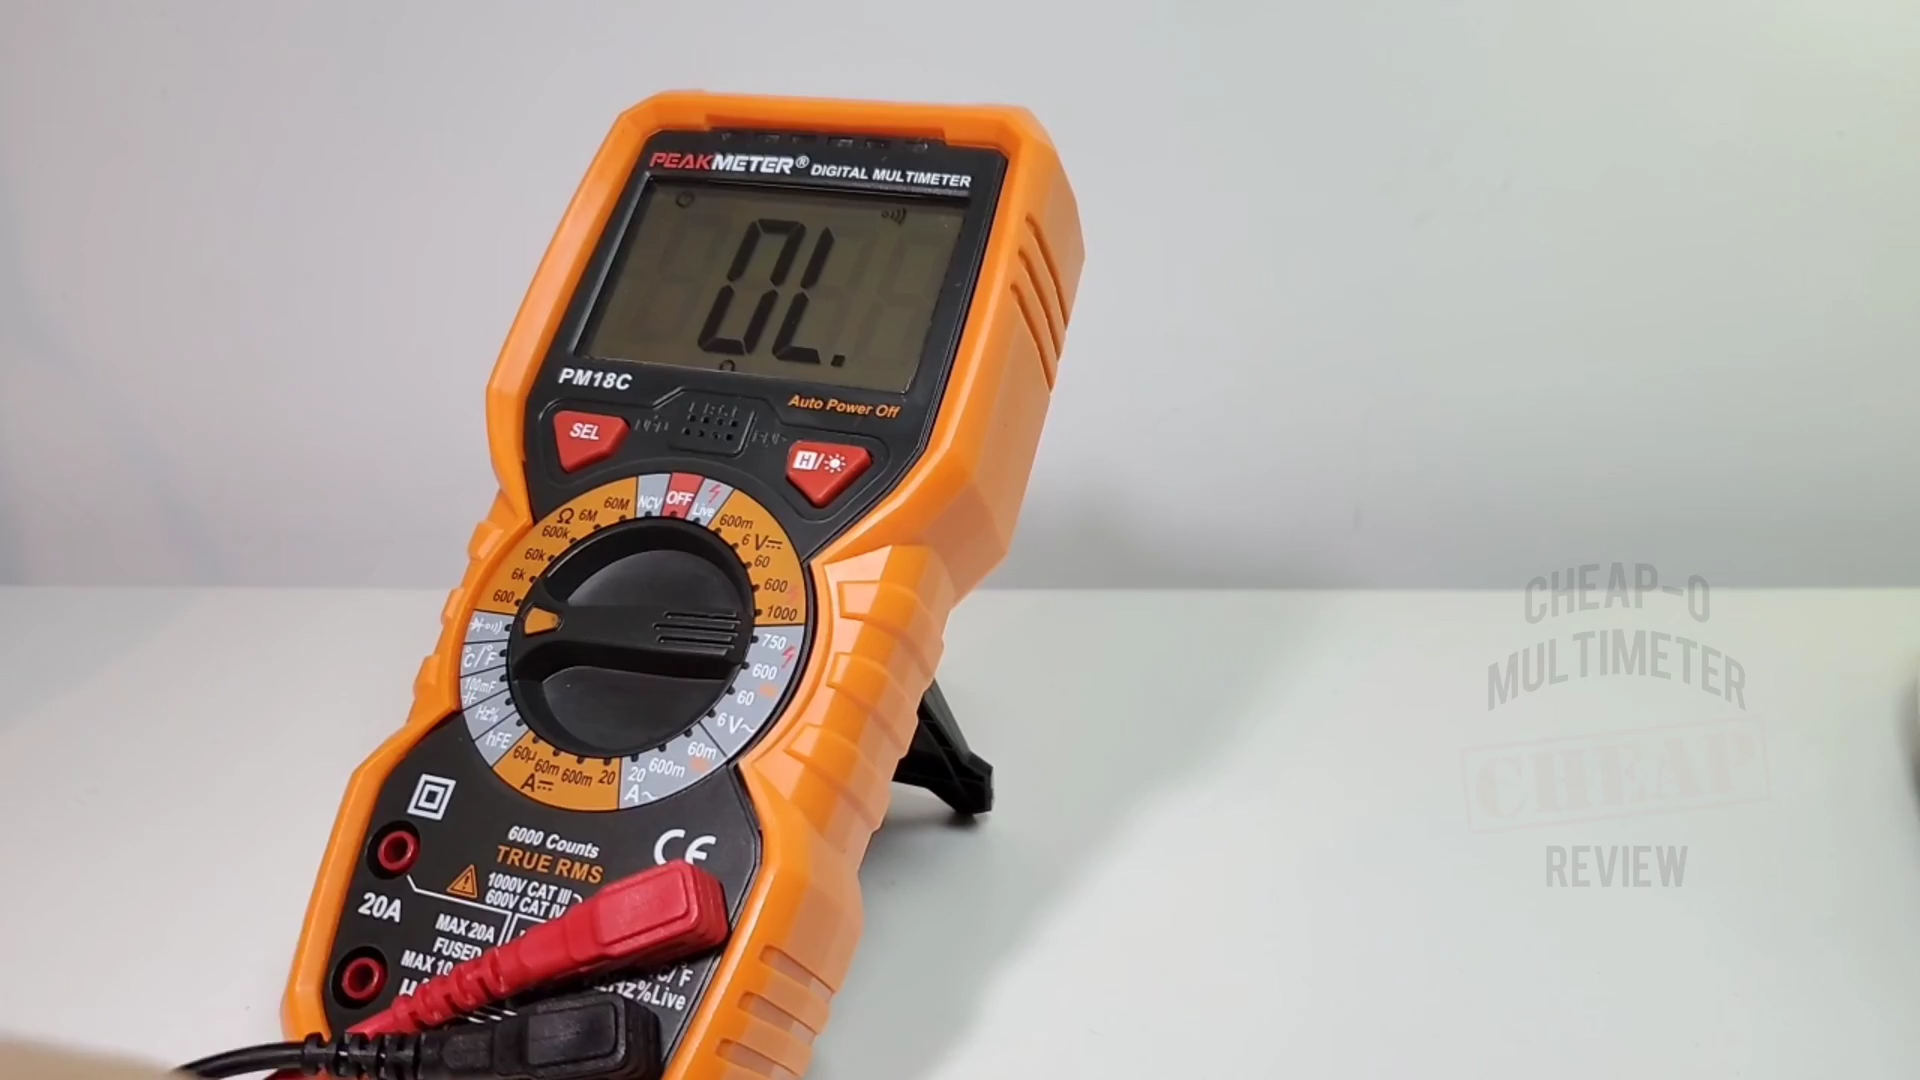 PEAKMETER® DIGITAL MULTIMETER
OL.
PM18C
Auto Power Off
SEL
H/
NCV
OFF
Live
600m
6 V
60
600
1000
750
600
60
6 V~
60m
600m
20
A~
20
600m
60m
60µ
A
hFE
Hz%
100mF
°C/°F
600
6k
60k
600k
6M
60M
Ω
6000 Counts
TRUE RMS
CE
1000V CAT III
600V CAT IV
20A
MAX 20A
FUSED
MAX 10
Hz%Live
CHEAP-O
MULTIMETER
CHEAP
REVIEW